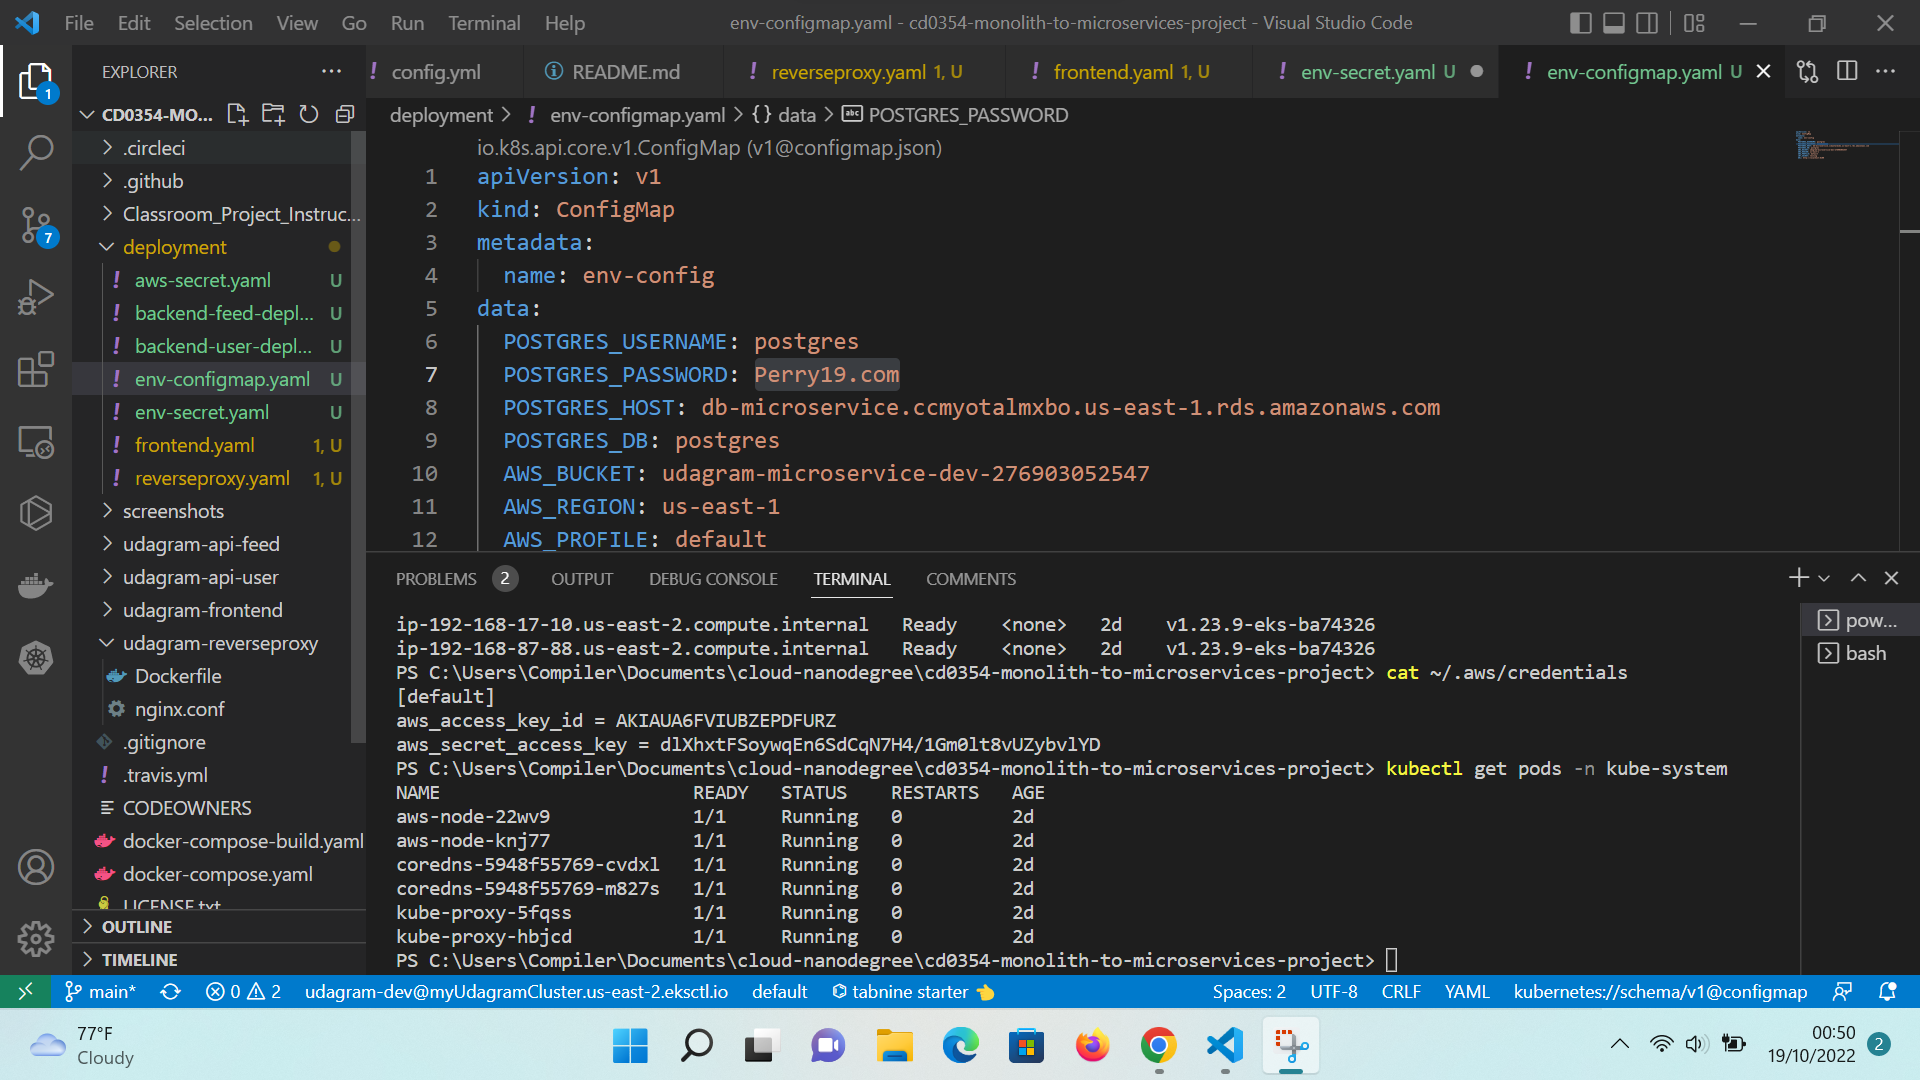 File Edit Selection View Go Run Terminal Help
env-configmap.yaml - cd0354-monolith-to-microservices-project - Visual Studio Code
EXPLORER
config.yml
README.md
reverseproxy.yaml 1, U
frontend.yaml 1, U
env-secret.yaml U
env-configmap.yaml U
1
7
CD0354-MO...
.circleci
.github
Classroom_Project_Instruc...
deployment
aws-secret.yaml U
backend-feed-depl... U
backend-user-depl... U
env-configmap.yaml U
env-secret.yaml U
frontend.yaml 1, U
reverseproxy.yaml 1, U
screenshots
udagram-api-feed
udagram-api-user
udagram-frontend
udagram-reverseproxy
Dockerfile
nginx.conf
.gitignore
.travis.yml
CODEOWNERS
docker-compose-build.yaml
docker-compose.yaml
LICENSE.txt
OUTLINE
TIMELINE
deployment > ! env-configmap.yaml > {} data > abc POSTGRES_PASSWORD
io.k8s.api.core.v1.ConfigMap (v1@configmap.json)
1 apiVersion: v1
2 kind: ConfigMap
3 metadata:
4 name: env-config
5 data:
6 POSTGRES_USERNAME: postgres
7 POSTGRES_PASSWORD: Perry19.com
8 POSTGRES_HOST: db-microservice.ccmyotalmxbo.us-east-1.rds.amazonaws.com
9 POSTGRES_DB: postgres
10 AWS_BUCKET: udagram-microservice-dev-276903052547
11 AWS_REGION: us-east-1
12 AWS_PROFILE: default
PROBLEMS 2 OUTPUT DEBUG CONSOLE TERMINAL COMMENTS
pow...
bash
ip-192-168-17-10.us-east-2.compute.internal Ready <none> 2d v1.23.9-eks-ba74326
ip-192-168-87-88.us-east-2.compute.internal Ready <none> 2d v1.23.9-eks-ba74326
PS C:\Users\Compiler\Documents\cloud-nanodegree\cd0354-monolith-to-microservices-project> cat ~/.aws/credentials
[default]
aws_access_key_id = AKIAUA6FVIUBZEPDFURZ
aws_secret_access_key = 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
PS C:\Users\Compiler\Documents\cloud-nanodegree\cd0354-monolith-to-microservices-project> kubectl get pods -n kube-system
NAME READY STATUS RESTARTS AGE
aws-node-22wv9 1/1 Running 0 2d
aws-node-knj77 1/1 Running 0 2d
coredns-5948f55769-cvdxl 1/1 Running 0 2d
coredns-5948f55769-m827s 1/1 Running 0 2d
kube-proxy-5fqss 1/1 Running 0 2d
kube-proxy-hbjcd 1/1 Running 0 2d
PS C:\Users\Compiler\Documents\cloud-nanodegree\cd0354-monolith-to-microservices-project>
main* 0 2 udagram-dev@myUdagramCluster.us-east-2.eksctl.io default tabnine starter Spaces: 2 UTF-8 CRLF YAML kubernetes://schema/v1@configmap
77°F
Cloudy
00:50
19/10/2022
2